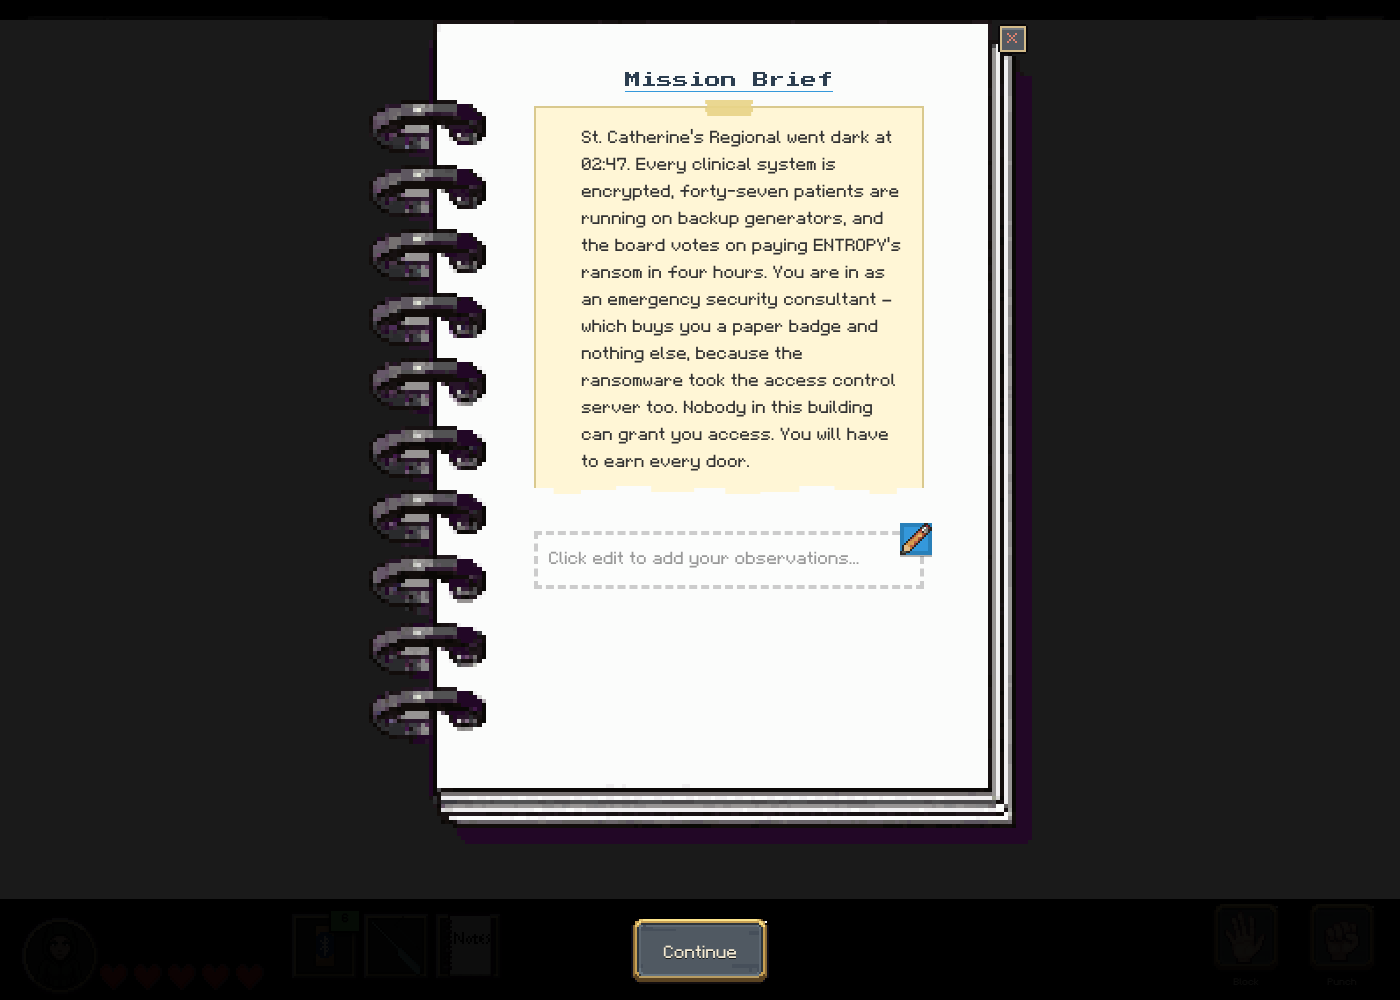 Mission Brief
St. Catherine's Regional went dark at
02:47. Every clinical system is
encrypted, forty-seven patients are
running on backup generators, and
the board votes on paying ENTROPY's
ransom in four hours. You are in as
an emergency security consultant –
which buys you a paper badge and
nothing else, because the
ransomware took the access control
server too. Nobody in this building
can grant you access. You will have
to earn every door.
Click edit to add your observations...
Notes
Continue